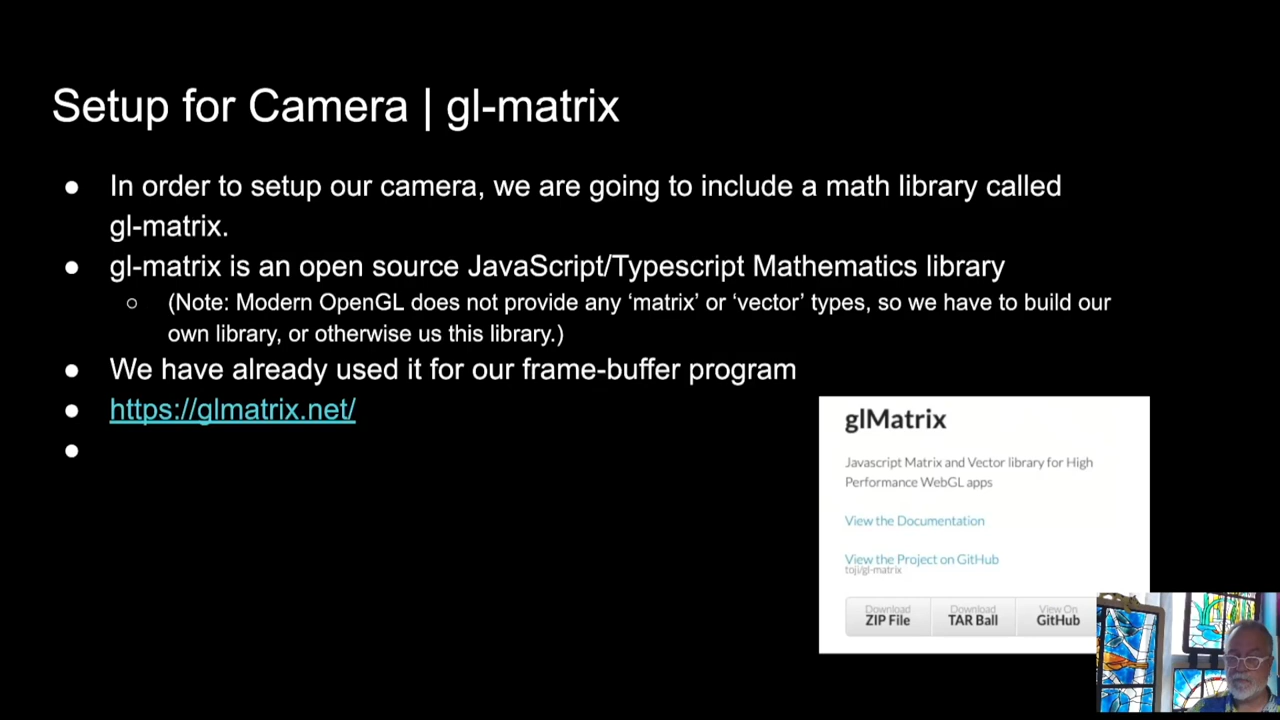 Setup for Camera | gl-matrix
● In order to setup our camera, we are going to include a math library called
gl-matrix.
● gl-matrix is an open source JavaScript/Typescript Mathematics library
○ (Note: Modern OpenGL does not provide any ‘matrix’ or ‘vector’ types, so we have to build our
own library, or otherwise us this library.)
● We have already used it for our frame-buffer program
● https://glmatrix.net/
●
glMatrix
Javascript Matrix and Vector library for High
Performance WebGL apps
View the Documentation
View the Project on GitHub
toji/gl-matrix
Download
ZIP File
Download
TAR Ball
View On
GitHub